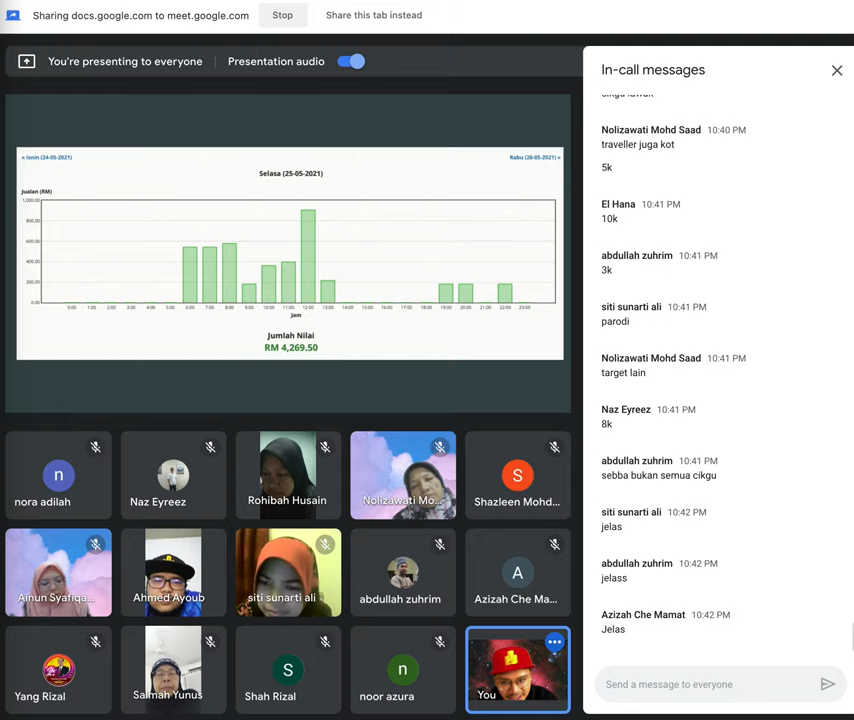 Sharing docs.google.com to meet.google.com
Stop
Share this tab instead
You're presenting to everyone
Presentation audio
« Isnin (24-05-2021)
Rabu (26-05-2021) »
Selasa (25-05-2021)
Jualan (RM)
1,000.00
800.00
600.00
400.00
200.00
0.00
0:00 1:00 2:00 3:00 4:00 5:00 6:00 7:00 8:00 9:00 10:00 11:00 12:00 13:00 14:00 15:00 16:00 17:00 18:00 19:00 20:00 21:00 22:00 23:00
Jam
Jumlah Nilai
RM 4,269.50
n
nora adilah
Naz Eyreez
Rohibah Husain
Nolizawati Mo...
S
Shazleen Mohd...
Ainun Syafiqa...
Ahmed Ayoub
siti sunarti ali
abdullah zuhrim
A
Azizah Che Ma...
Yang Rizal
Salmah Yunus
S
Shah Rizal
n
noor azura
You
In-call messages
Nolizawati Mohd Saad 10:40 PM
traveller juga kot
5k
El Hana 10:41 PM
10k
abdullah zuhrim 10:41 PM
3k
siti sunarti ali 10:41 PM
parodi
Nolizawati Mohd Saad 10:41 PM
target lain
Naz Eyreez 10:41 PM
8k
abdullah zuhrim 10:41 PM
sebba bukan semua cikgu
siti sunarti ali 10:42 PM
jelas
abdullah zuhrim 10:42 PM
jelass
Azizah Che Mamat 10:42 PM
Jelas
Send a message to everyone